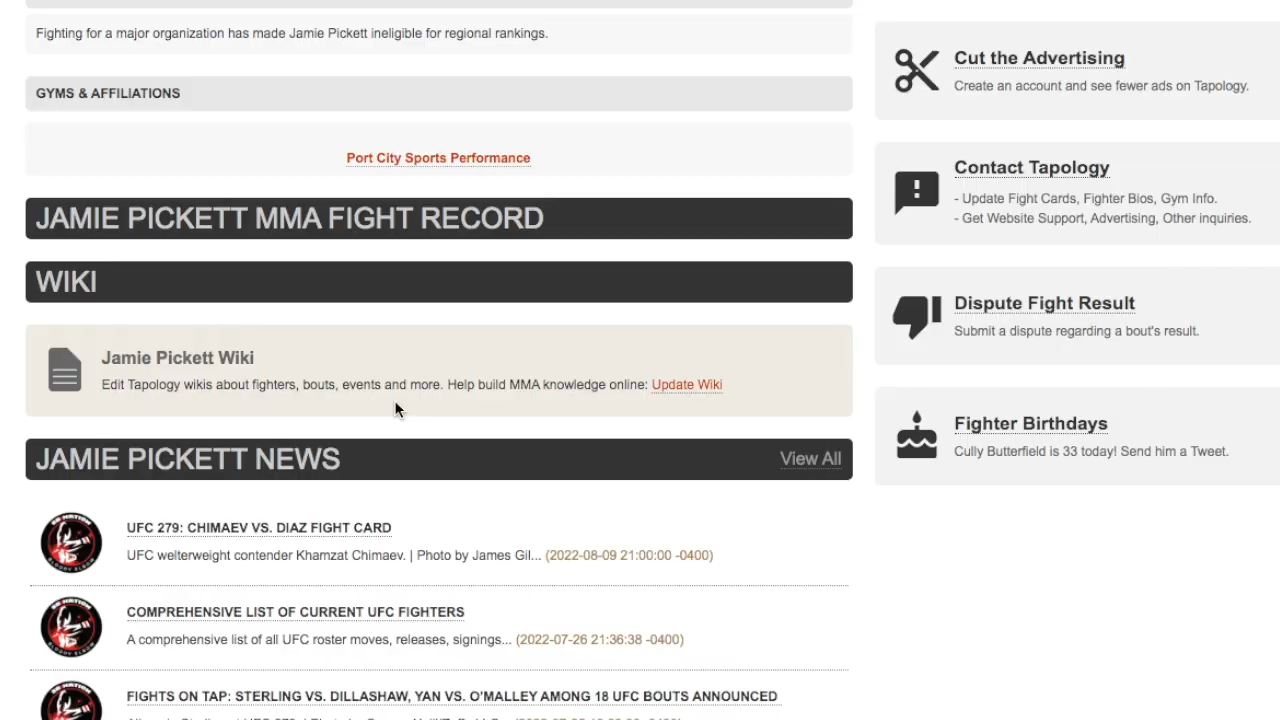 Fighting for a major organization has made Jamie Pickett ineligible for regional rankings.
GYMS & AFFILIATIONS
Port City Sports Performance
JAMIE PICKETT MMA FIGHT RECORD
WIKI
Jamie Pickett Wiki
Edit Tapology wikis about fighters, bouts, events and more. Help build MMA knowledge online: Update Wiki
JAMIE PICKETT NEWS
View All
UFC 279: CHIMAEV VS. DIAZ FIGHT CARD
UFC welterweight contender Khamzat Chimaev. | Photo by James Gil... (2022-08-09 21:00:00 -0400)
COMPREHENSIVE LIST OF CURRENT UFC FIGHTERS
A comprehensive list of all UFC roster moves, releases, signings... (2022-07-26 21:36:38 -0400)
FIGHTS ON TAP: STERLING VS. DILLASHAW, YAN VS. O'MALLEY AMONG 18 UFC BOUTS ANNOUNCED
Cut the Advertising
Create an account and see fewer ads on Tapology.
Contact Tapology
- Update Fight Cards, Fighter Bios, Gym Info.
- Get Website Support, Advertising, Other inquiries.
Dispute Fight Result
Submit a dispute regarding a bout's result.
Fighter Birthdays
Cully Butterfield is 33 today! Send him a Tweet.